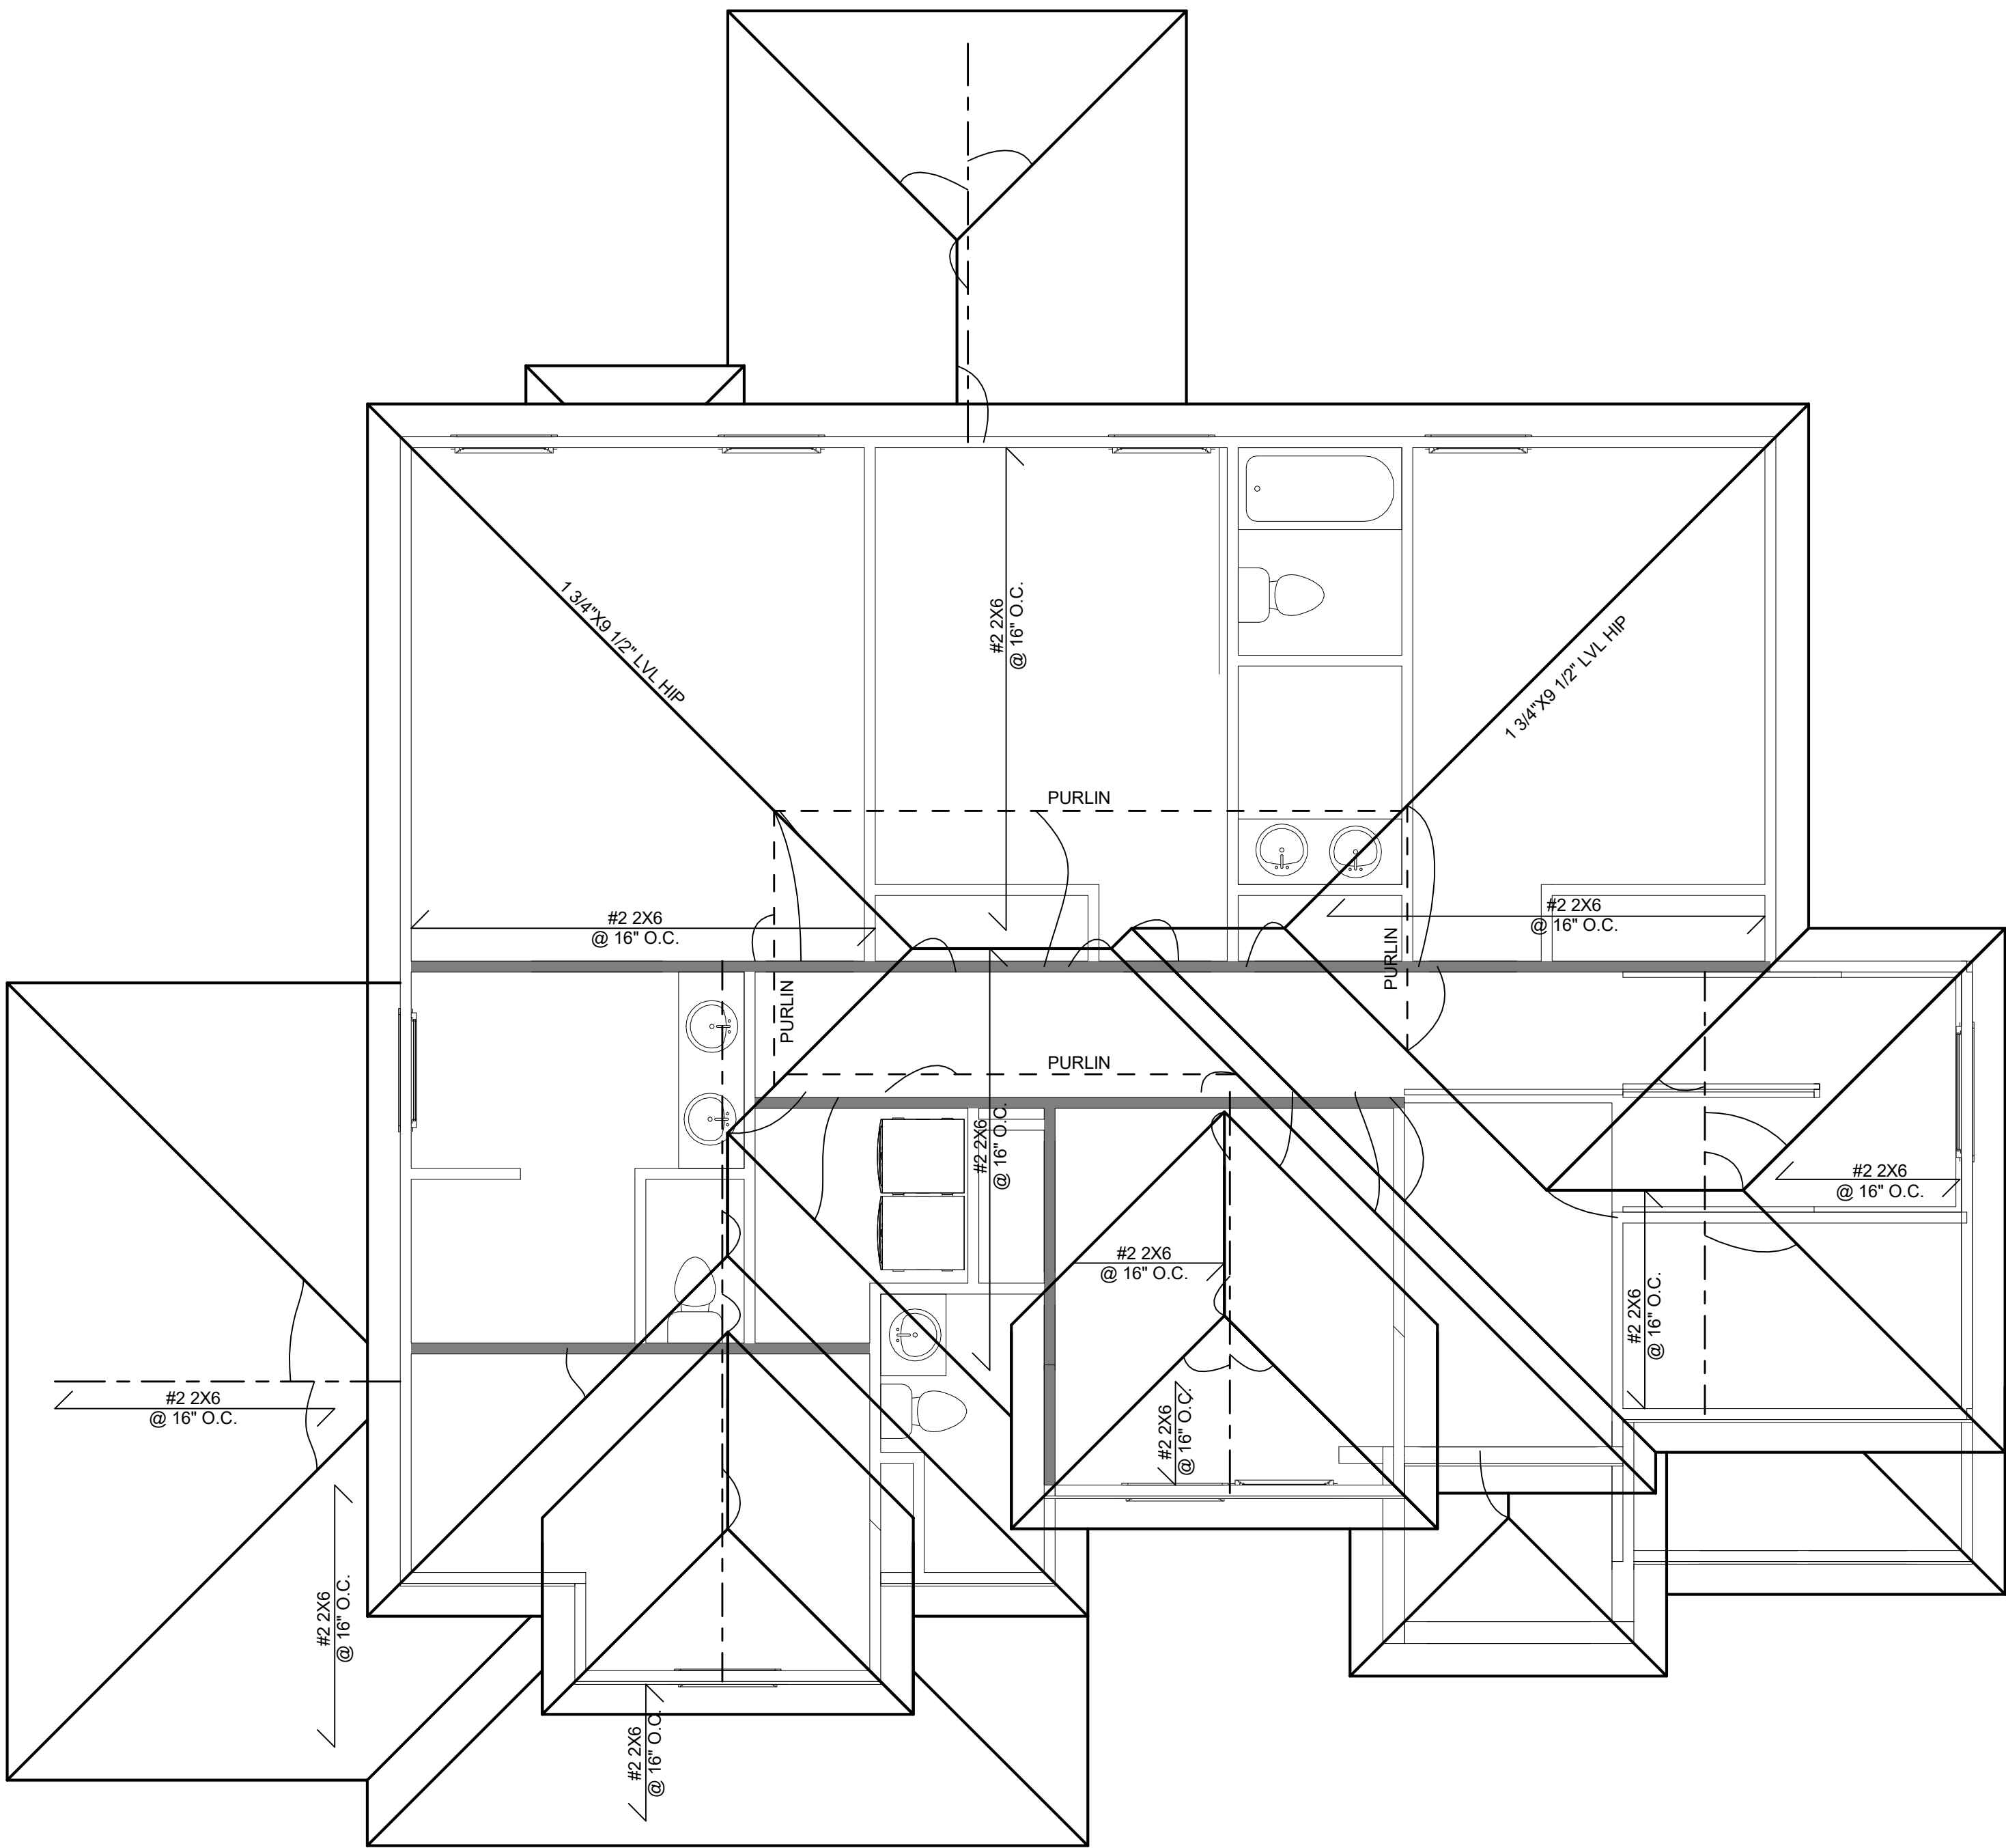 1 3/4"X9 1/2" LVL HIP
1 3/4"X9 1/2" LVL HIP
#2 2X6
@ 16" O.C.
PURLIN
#2 2X6
@ 16" O.C.
#2 2X6
@ 16" O.C.
PURLIN
PURLIN
PURLIN
#2 2X6
@ 16" O.C.
#2 2X6
@ 16" O.C.
#2 2X6
@ 16" O.C.
#2 2X6
@ 16" O.C.
#2 2X6
@ 16" O.C.
#2 2X6
@ 16" O.C.
#2 2X6
@ 16" O.C.
#2 2X6
@ 16" O.C.